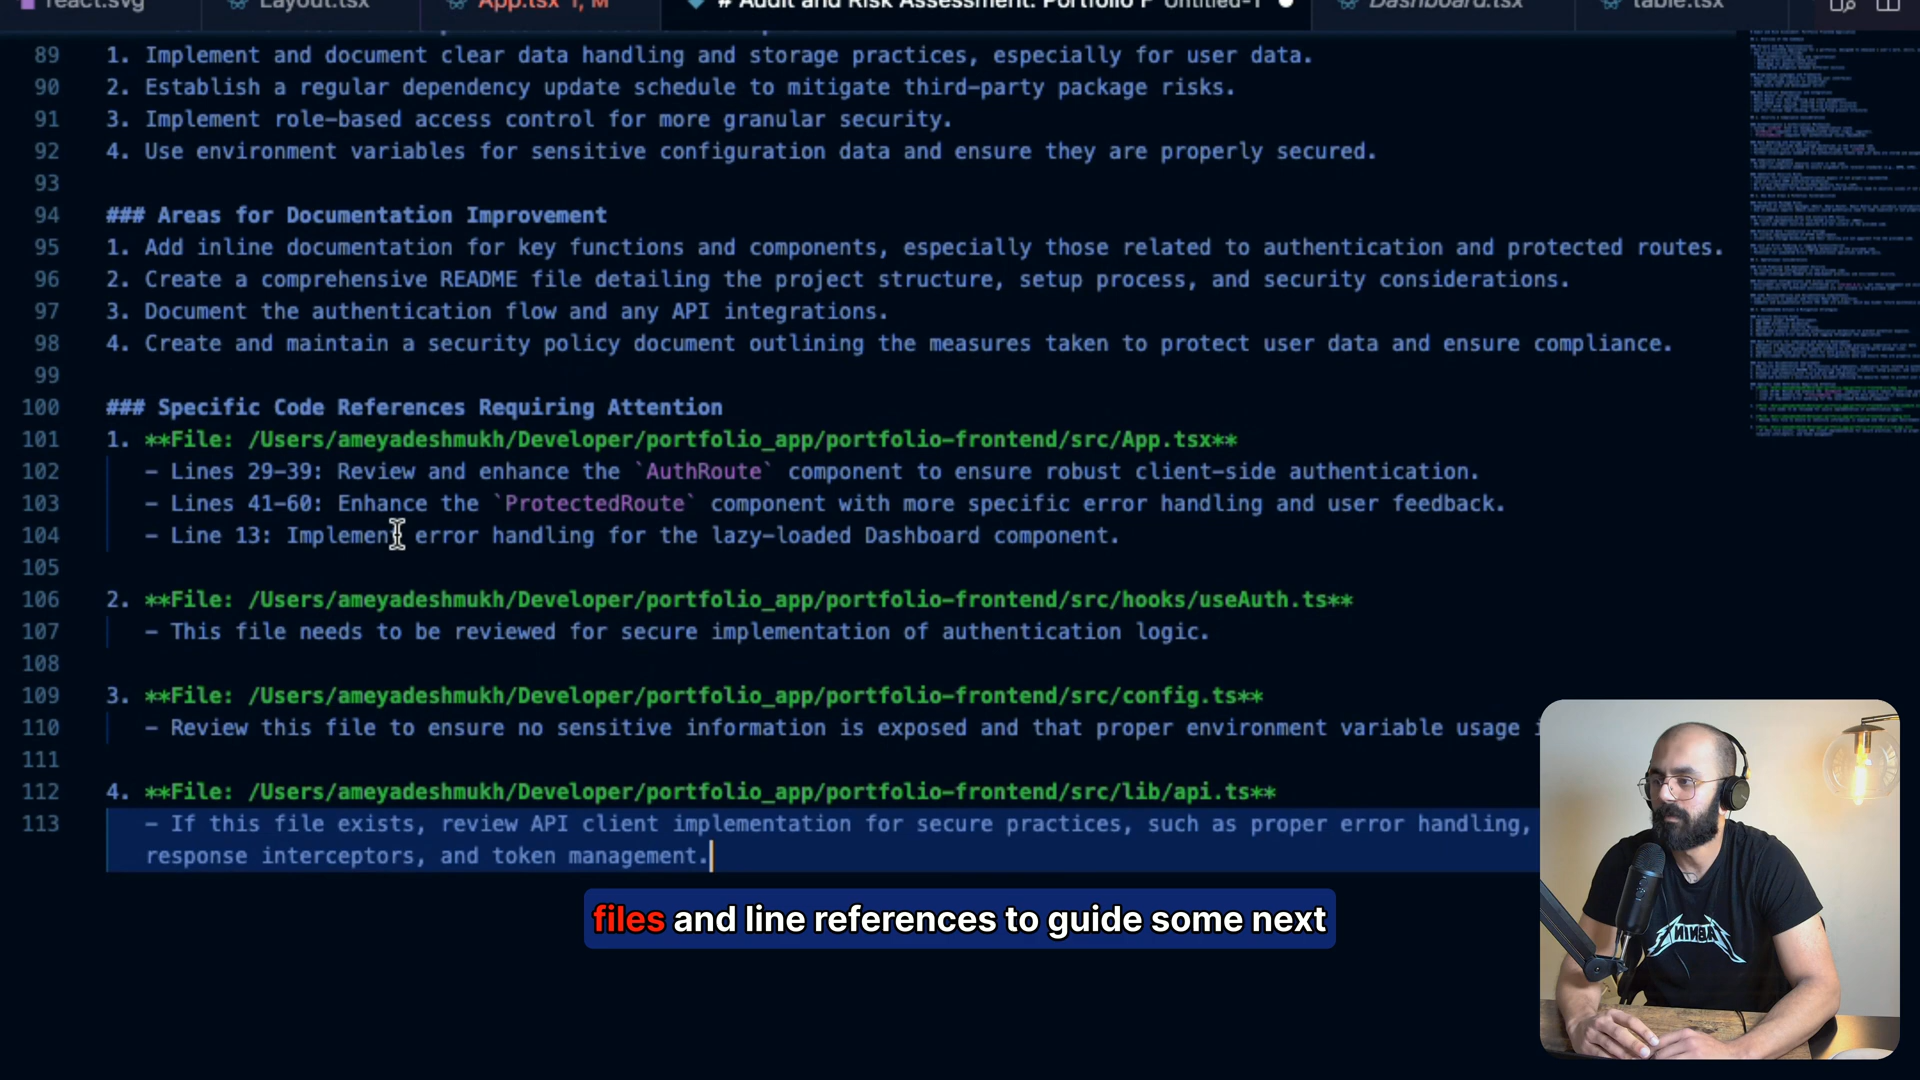 react.svg Layout.tsx App.tsx 1, M # Audit and Risk Assessment: Portfolio F Untitled-1 Dashboard.tsx table.tsx
89 1. Implement and document clear data handling and storage practices, especially for user data.
90 2. Establish a regular dependency update schedule to mitigate third-party package risks.
91 3. Implement role-based access control for more granular security.
92 4. Use environment variables for sensitive configuration data and ensure they are properly secured.
93
94 ### Areas for Documentation Improvement
95 1. Add inline documentation for key functions and components, especially those related to authentication and protected routes.
96 2. Create a comprehensive README file detailing the project structure, setup process, and security considerations.
97 3. Document the authentication flow and any API integrations.
98 4. Create and maintain a security policy document outlining the measures taken to protect user data and ensure compliance.
99
100 ### Specific Code References Requiring Attention
101 1. **File: /Users/ameyadeshmukh/Developer/portfolio_app/portfolio-frontend/src/App.tsx**
102 - Lines 29-39: Review and enhance the `AuthRoute` component to ensure robust client-side authentication.
103 - Lines 41-60: Enhance the `ProtectedRoute` component with more specific error handling and user feedback.
104 - Line 13: Implement error handling for the lazy-loaded Dashboard component.
105
106 2. **File: /Users/ameyadeshmukh/Developer/portfolio_app/portfolio-frontend/src/hooks/useAuth.ts**
107 - This file needs to be reviewed for secure implementation of authentication logic.
108
109 3. **File: /Users/ameyadeshmukh/Developer/portfolio_app/portfolio-frontend/src/config.ts**
110 - Review this file to ensure no sensitive information is exposed and that proper environment variable usage
111
112 4. **File: /Users/ameyadeshmukh/Developer/portfolio_app/portfolio-frontend/src/lib/api.ts**
113 - If this file exists, review API client implementation for secure practices, such as proper error handling,
response interceptors, and token management.
files and line references to guide some next